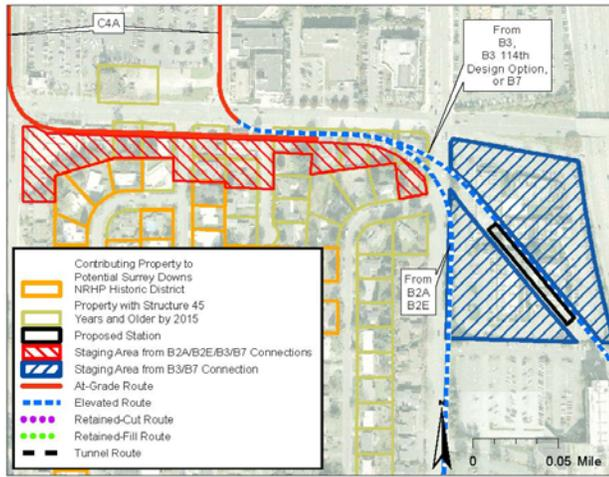 C4A
From
B3,
B3 114th
Design Option,
or B7
From
B2A
B2E
Contributing Property to
Potential Surrey Downs
NRHP Historic District
Property with Structure 45
Years and Older by 2015
Proposed Station
Staging Area from B2A/B2E/B3/B7 Connections
Staging Area from B3/B7 Connection
At-Grade Route
Elevated Route
Retained-Cut Route
Retained-Fill Route
Tunnel Route
0 0.05 Mile